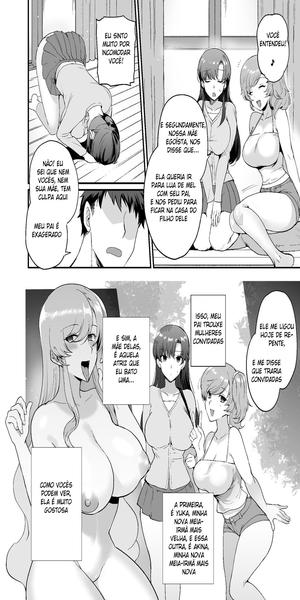 VOCÊ
ENTENDEU!
♪
EU SINTO
MUITO POR
INCOMODAR
VOCÊ!
E SEGUNDAMENTE,
NOSSA MÃE
EGOÍSTA,
NOS DISSE
QUE...
ELA QUERIA IR
PARA LUA DE
MEL COM SEU PAI,
E NOS PEDIU PARA
FICAR NA CASA DO
FILHO DELE
NÃO! EU SEI
QUE NEM
VOCÊS, NEM
SUA MÃE, TEM
CULPA AQUI
MEU PAI É
EXAGERADO
ELE ME LIGOU
HOJE DE RE-
PENTE,
E ME DISSE
QUE TRARIA
CONVIDADAS
ISSO, MEU
PAI TROUXE
MULHERES
CONVIDADAS
E SIM, A
MÃE DELAS,
É AQUELA
ATRIZ QUE EU
BATO UMA...
COMO VOCÊS
PODEM VER,
ELA É MUITO
GOSTOSA
A PRIMEIRA,
É YUKA, MINHA
NOVA MEIA-
IRMÃ MAIS
VELHA, E ESSA
OUTRA, É AKINA,
MINHA NOVA
MEIA-IRMÃ
MAIS NOVA